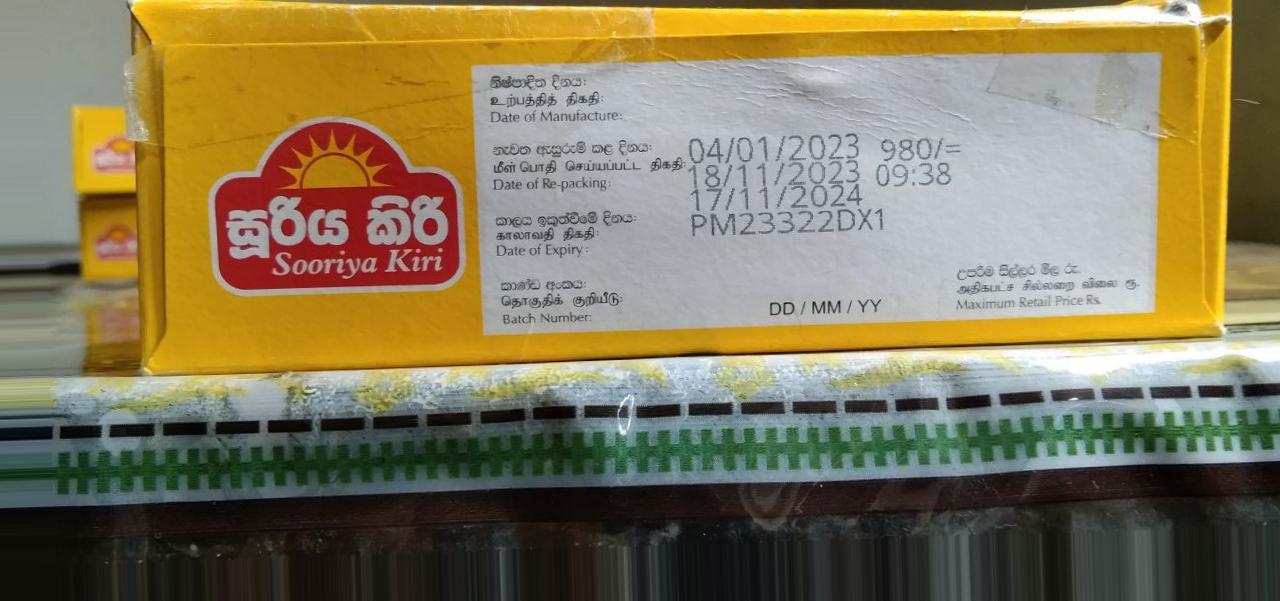 සූරිය කිරි
Sooriya Kiri
නිෂ්පාදිත දිනය:
உற்பத்தித் திகதி:
Date of Manufacture:
නැවත ඇසුරුම් කළ දිනය:
மீள் பொதி செய்யப்பட்ட திகதி:
Date of Re-packing:
කාලය ඉකුත්වීමේ දිනය:
காலாவதி திகதி:
Date of Expiry:
කාණ්ඩ අංකය:
தொகுதிக் குறியீடு:
Batch Number:
04/01/2023 980/=
18/11/2023 09:38
17/11/2024
PM23322DX1
DD / MM / YY
උපරිම සිල්ලර මිල රු.
அதிகபட்ச சில்லறை விலை ரூ.
Maximum Retail Price Rs.